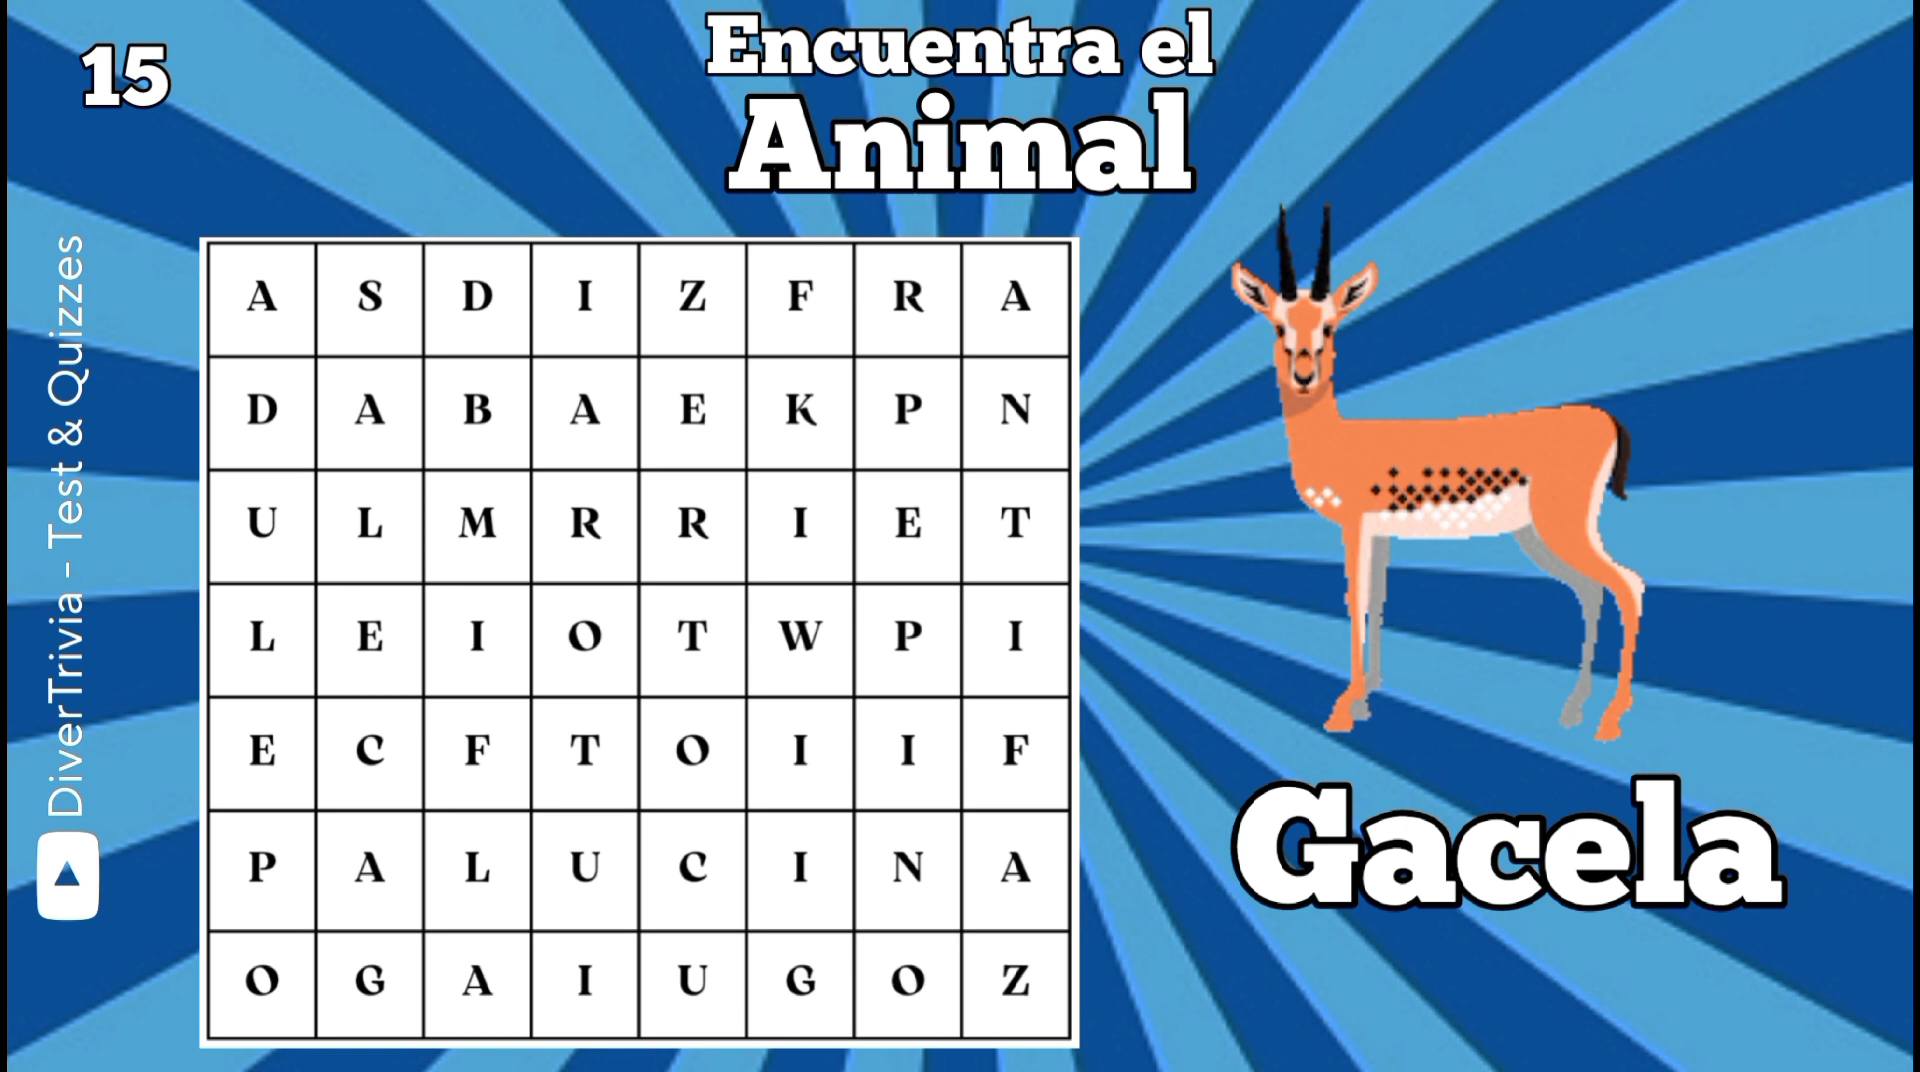 15
Encuentra el
Animal
DiverTrivia - Test & Quizzes
A S D I Z F R A
D A B A E K P N
U L M R R I E T
L E I O T W P I
E C F T O I I F
P A L U C I N A
O G A I U G O Z
Gacela